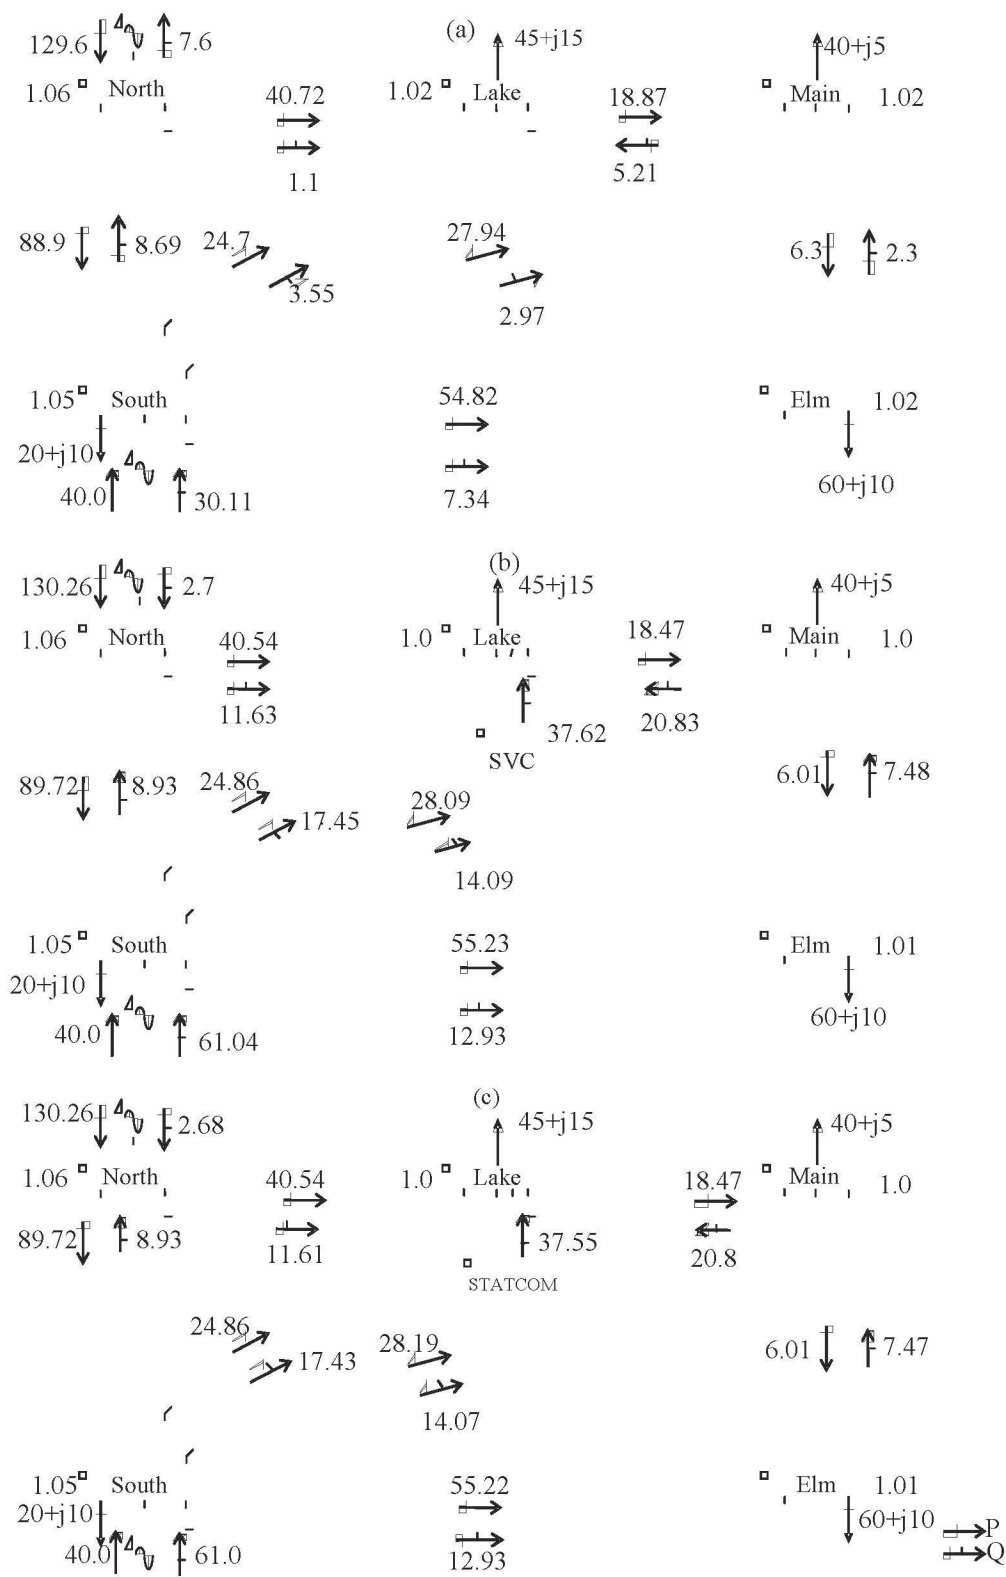 (a)
129.6 7.6 45+j15 40+j5
1.06 North 40.72 1.02 Lake 18.87 Main 1.02
1.1 5.21
88.9 8.69 24.7 27.94 6.3 2.3
3.55 2.97
1.05 South 54.82 Elm 1.02
20+j10
40.0 30.11 7.34 60+j10
(b)
130.26 2.7 45+j15 40+j5
1.06 North 40.54 1.0 Lake 18.47 Main 1.0
11.63 37.62 20.83
SVC
89.72 8.93 24.86 28.09 6.01 7.48
17.45
14.09
1.05 South 55.23 Elm 1.01
20+j10
40.0 61.04 12.93 60+j10
(c)
130.26 2.68 45+j15 40+j5
1.06 North 40.54 1.0 Lake 18.47 Main 1.0
89.72 8.93 11.61 37.55 20.8
STATCOM
24.86 17.43 28.19 6.01 7.47
14.07
1.05 South 55.22 Elm 1.01
20+j10 60+j10
P
40.0 61.0 12.93 Q